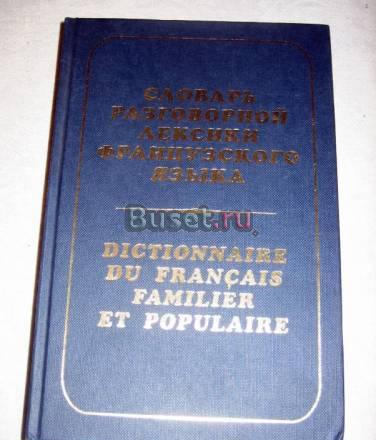 СЛОВАРЬ
РАЗГОВОРНОЙ
ЛЕКСИКИ
ФРАНЦУЗСКОГО
ЯЗЫКА
Buset.ru
DICTIONNAIRE
DU FRANÇAIS
FAMILIER
ET POPULAIRE